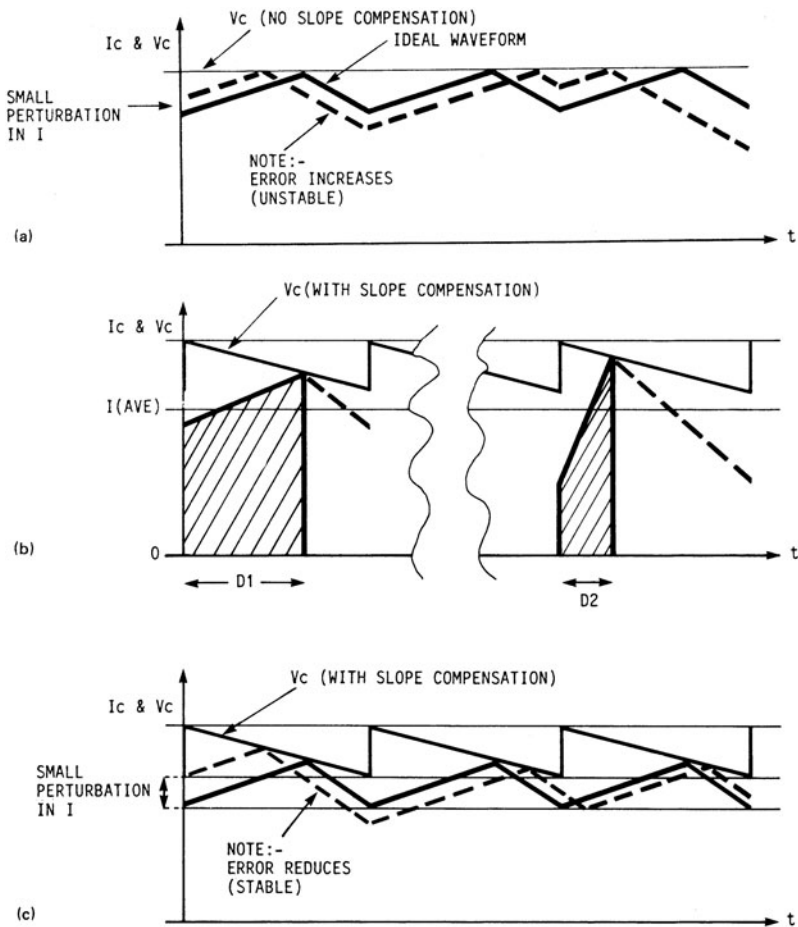 Vc (NO SLOPE COMPENSATION)
Ic & Vc
IDEAL WAVEFORM
SMALL
PERTURBATION
IN I
NOTE:-
ERROR INCREASES
(UNSTABLE)
(a)
t
Vc(WITH SLOPE COMPENSATION)
Ic & Vc
I(AVE)
(b)
0
t
D1
D2
Vc (WITH SLOPE COMPENSATION)
Ic & Vc
SMALL
PERTURBATION
IN I
NOTE:-
ERROR REDUCES
(STABLE)
(c)
t